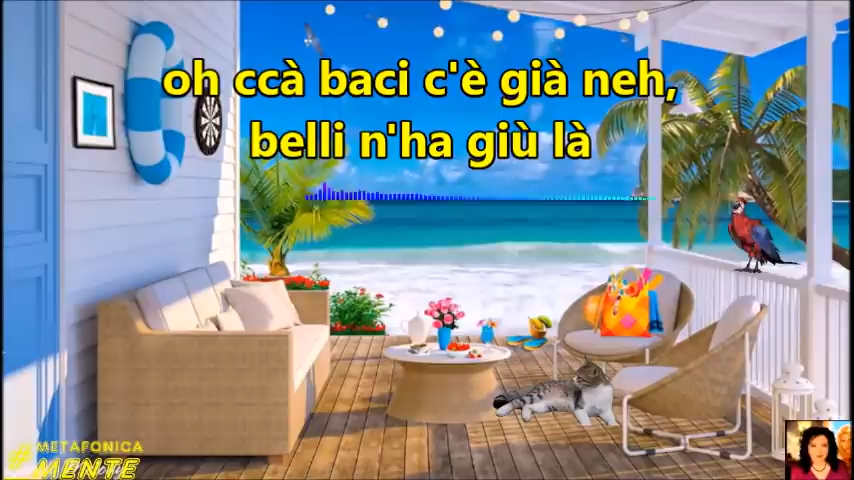 oh ccà baci c'è già neh,
belli n'ha giù là
#METAFONICA
MENTE